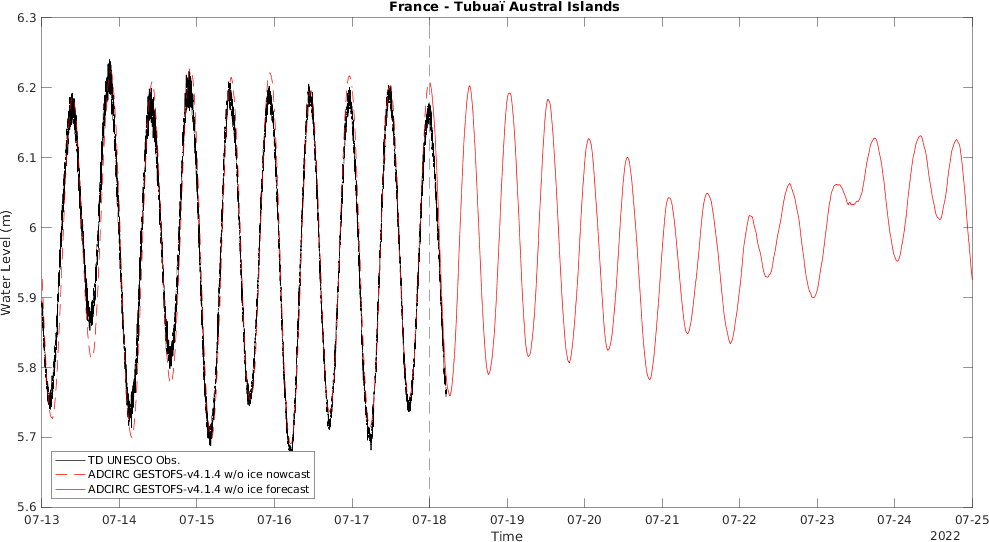 France - Tubuaï Austral Islands
6.3
6.2
6.1
6
5.9
5.8
5.7
5.6
Water Level (m)
TD UNESCO Obs.
ADCIRC GESTOFS-v4.1.4 w/o ice nowcast
ADCIRC GESTOFS-v4.1.4 w/o ice forecast
07-13 07-14 07-15 07-16 07-17 07-18 07-19 07-20 07-21 07-22 07-23 07-24 07-25
Time
2022